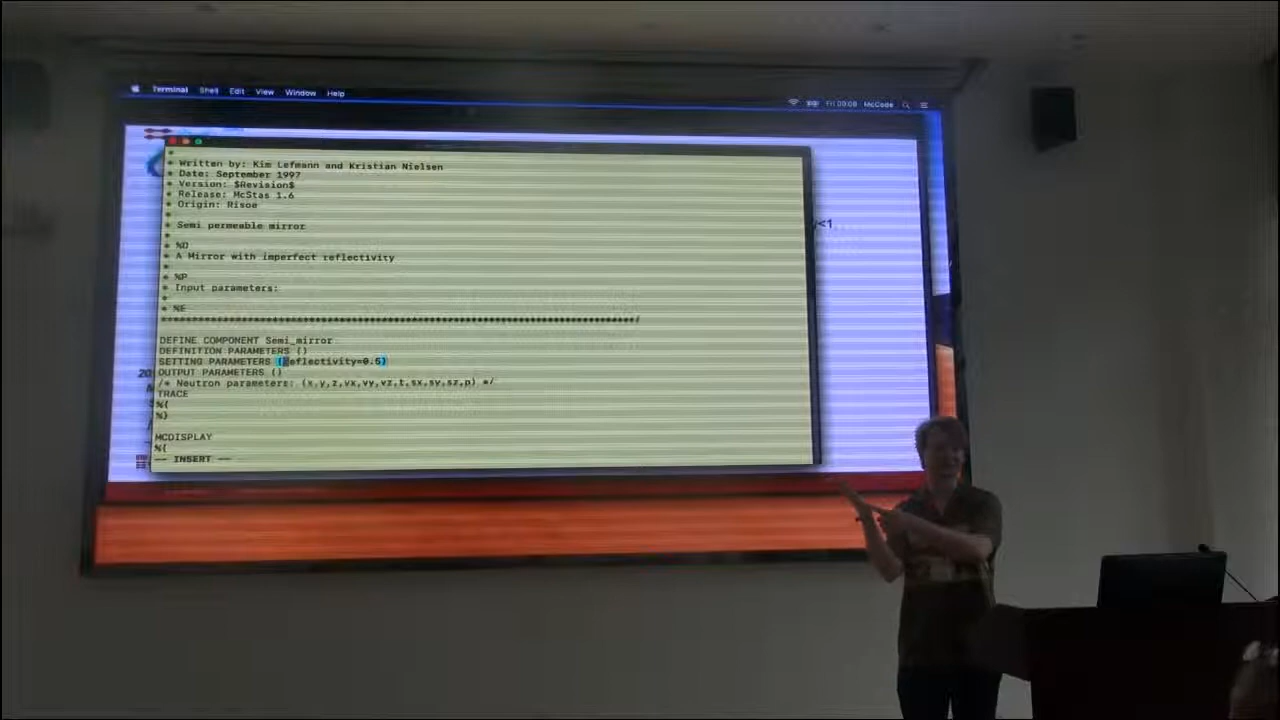 Terminal Shell Edit View Window Help
Fri 09:08 McCode
*
* Written by: Kim Lefmann and Kristian Nielsen
* Date: September 1997
* Version: $Revision$
* Release: McStas 1.6
* Origin: Risoe
*
* Semi permeable mirror
*
* %D
* A Mirror with imperfect reflectivity
*
* %P
* Input parameters:
*
* %E
DEFINE COMPONENT Semi_mirror
DEFINITION PARAMETERS ()
SETTING PARAMETERS (reflectivity=0.5)
OUTPUT PARAMETERS ()
/* Neutron parameters: (x,y,z,vx,vy,vz,t,sx,sy,sz,p) */
TRACE
%{
%}
MCDISPLAY
%{
-- INSERT --